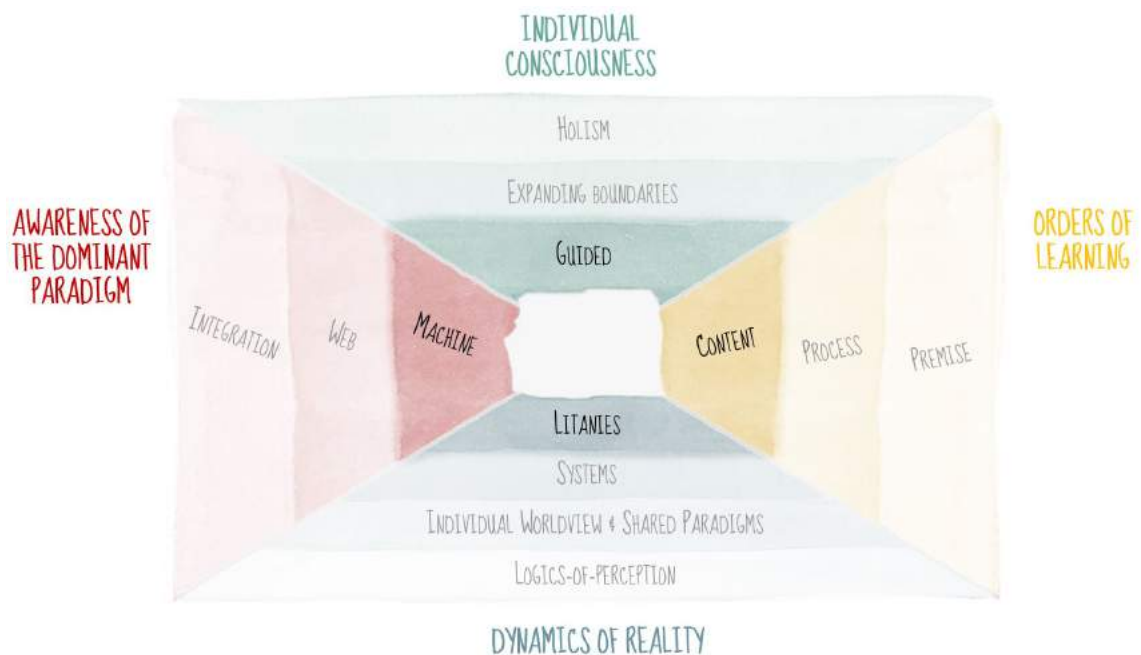 INDIVIDUAL
CONSCIOUSNESS
HOLISM
EXPANDING BOUNDARIES
GUIDED
AWARENESS OF
THE DOMINANT
PARADIGM
INTEGRATION
WEB
MACHINE
CONTENT
PROCESS
PREMISE
ORDERS OF
LEARNING
LITANIES
SYSTEMS
INDIVIDUAL WORLDVIEW & SHARED PARADIGMS
LOGICS-OF-PERCEPTION
DYNAMICS OF REALITY